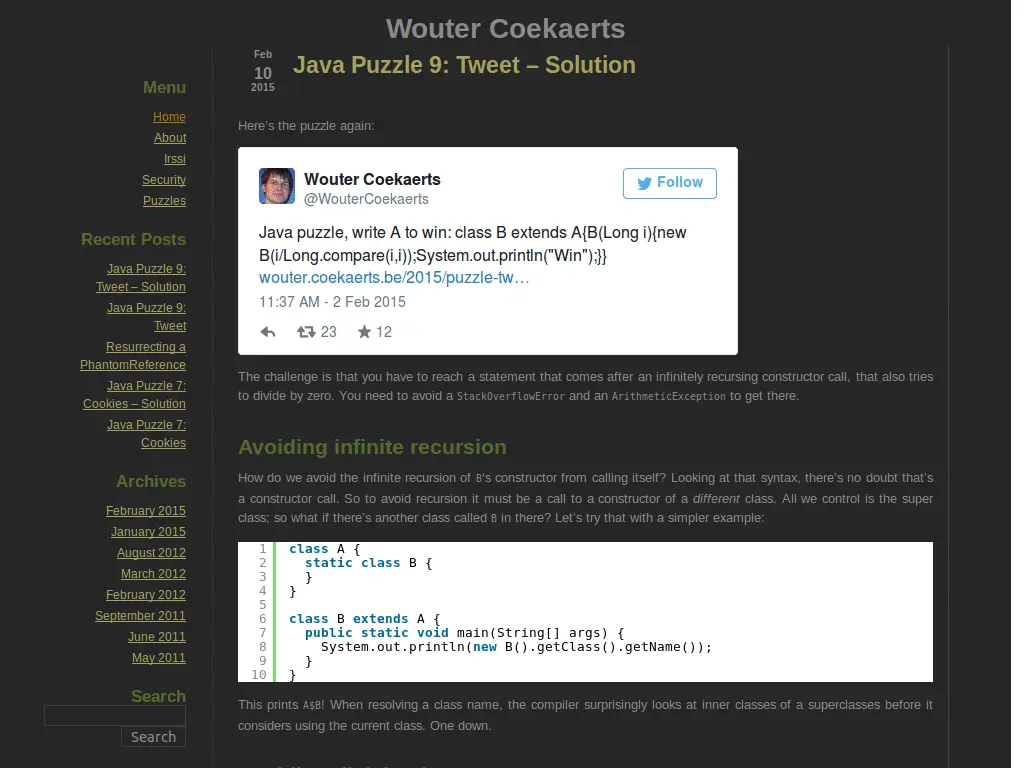 Wouter Coekaerts
Menu
Home
About
Irssi
Security
Puzzles
Recent Posts
Java Puzzle 9:
Tweet – Solution
Java Puzzle 9:
Tweet
Resurrecting a
PhantomReference
Java Puzzle 7:
Cookies – Solution
Java Puzzle 7:
Cookies
Archives
February 2015
January 2015
August 2012
March 2012
February 2012
September 2011
June 2011
May 2011
Search
Search
Feb
10
2015
Java Puzzle 9: Tweet – Solution
Here's the puzzle again:
Wouter Coekaerts
@WouterCoekaerts
Follow
Java puzzle, write A to win: class B extends A{B(Long i){new
B(i/Long.compare(i,i));System.out.println("Win");}}
wouter.coekaerts.be/2015/puzzle-tw…
11:37 AM - 2 Feb 2015
23 12
The challenge is that you have to reach a statement that comes after an infinitely recursing constructor call, that also tries
to divide by zero. You need to avoid a StackOverflowError and an ArithmeticException to get there.
Avoiding infinite recursion
How do we avoid the infinite recursion of B's constructor from calling itself? Looking at that syntax, there's no doubt that's
a constructor call. So to avoid recursion it must be a call to a constructor of a different class. All we control is the super
class; so what if there's another class called B in there? Let's try that with a simpler example:
1 class A {
2 static class B {
3 }
4 }
5
6 class B extends A {
7 public static void main(String[] args) {
8 System.out.println(new B().getClass().getName());
9 }
10 }
This prints A$B! When resolving a class name, the compiler surprisingly looks at inner classes of a superclasses before it
considers using the current class. One down.